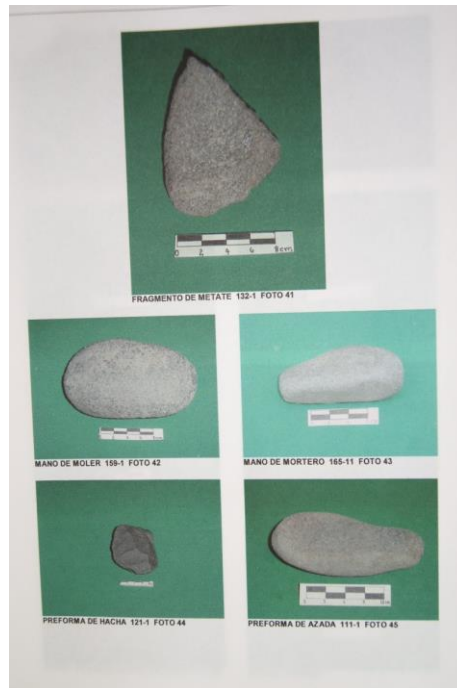 0 2 4 6 8cm
FRAGMENTO DE METATE 132-1 FOTO 41
MANO DE MOLER 159-1 FOTO 42
MANO DE MORTERO 165-11 FOTO 43
PREFORMA DE HACHA 121-1 FOTO 44
PREFORMA DE AZADA 111-1 FOTO 45